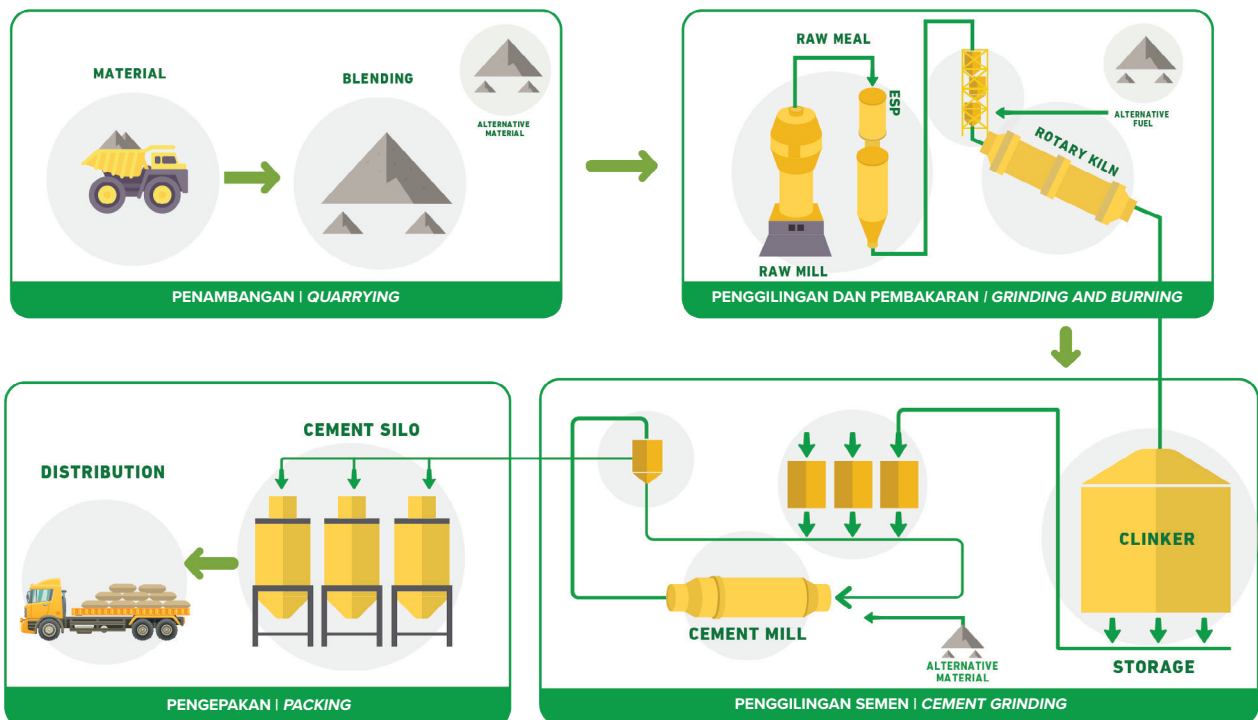 MATERIAL
BLENDING
ALTERNATIVE
MATERIAL
PENAMBANGAN | QUARRYING
RAW MEAL
ESP
RAW MILL
ALTERNATIVE
FUEL
ROTARY KILN
PENGGILINGAN DAN PEMBAKARAN / GRINDING AND BURNING
DISTRIBUTION
CEMENT SILO
PENGEPAKAN | PACKING
CEMENT MILL
ALTERNATIVE
MATERIAL
CLINKER
STORAGE
PENGGILINGAN SEMEN | CEMENT GRINDING